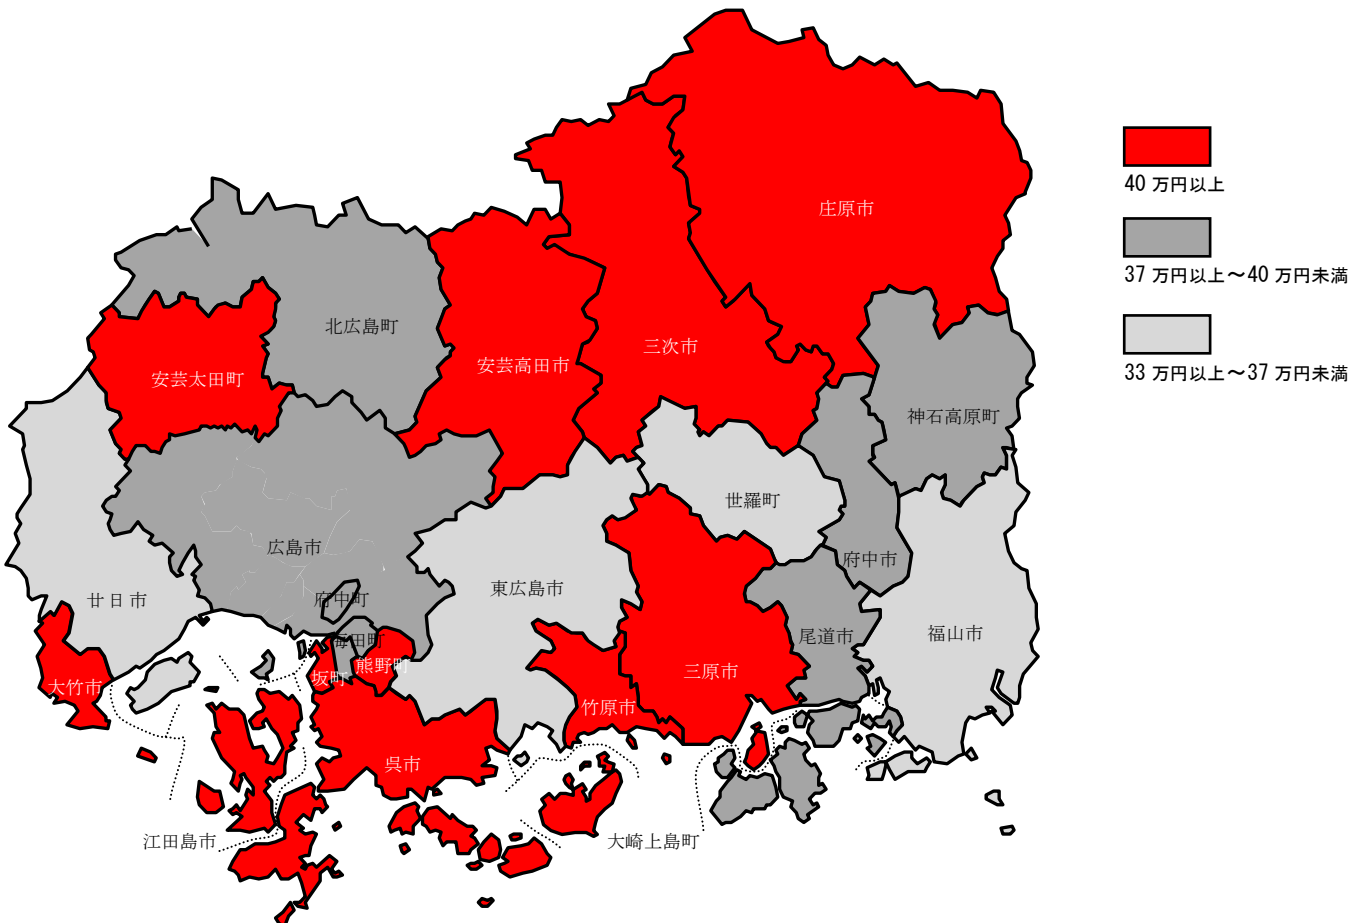 40 万円以上
庄原市
37 万円以上～40 万円未満
北広島町
三次市
安芸高田市
33 万円以上～37 万円未満
安芸太田町
神石高原町
世羅町
広島市
府中市
東広島市
廿日市
府中町
福山市
尾道市
海田町
熊野町
三原市
坂町
大竹市
竹原市
呉市
江田島市
大崎上島町